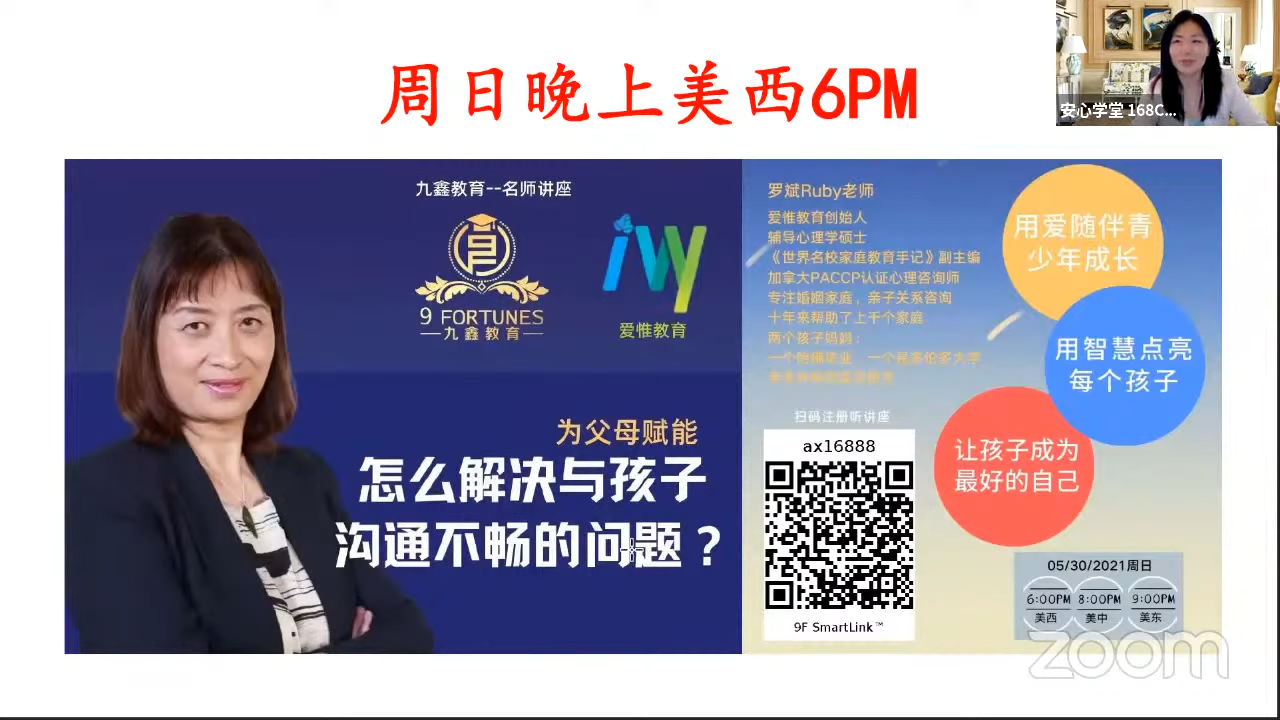 周日晚上美西6PM
安心学堂 168C...
九鑫教育--名师讲座
9 FORTUNES
九鑫教育
ivy
爱惟教育
为父母赋能
怎么解决与孩子
沟通不畅的问题？
罗斌Ruby老师
爱惟教育创始人
辅导心理学硕士
《世界名校家庭教育手记》副主编
加拿大PACCP认证心理咨询师
专注婚姻家庭，亲子关系咨询
十年来帮助了上千个家庭
两个孩子妈妈：
扫码注册听讲座
ax16888
9F SmartLink™
用爱随伴青
少年成长
用智慧点亮
每个孩子
让孩子成为
最好的自己
05/30/2021周日
6:00PM 8:00PM 9:00PM
美西 美中 美东
zoom